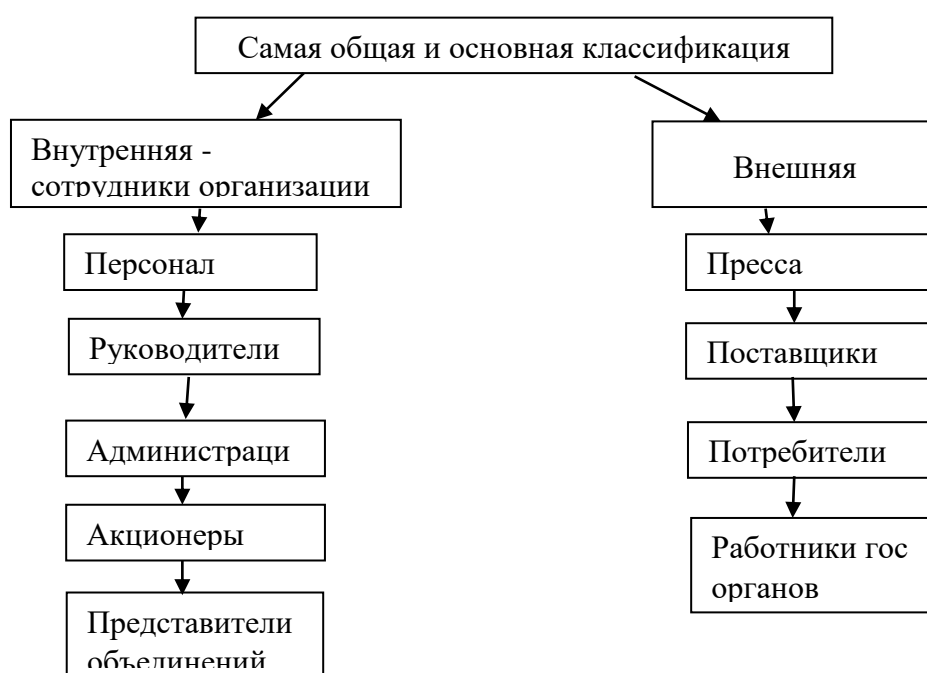 Самая общая и основная классификация
Внутренняя -
сотрудники организации
Внешняя
Персонал
Пресса
Руководители
Поставщики
Администраци
Потребители
Акционеры
Работники гос
органов
Представители
объединений